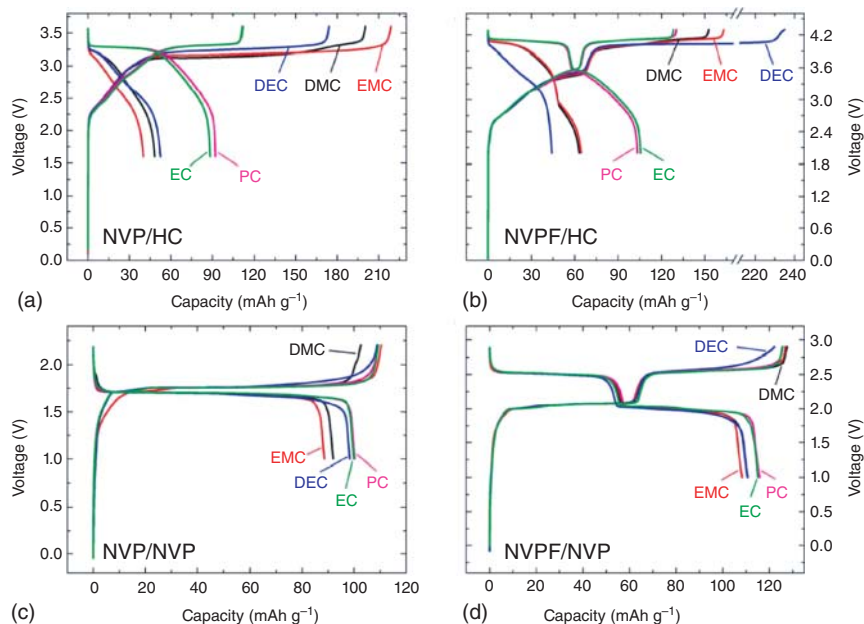 3.5
3.0
2.5
2.0
1.5
1.0
0.5
0.0
Voltage (V)
DEC
DMC
EMC
EC
PC
NVP/HC
0 30 60 90 120 150 180 210
(a)
Capacity (mAh g⁻¹)
4.2
3.6
3.0
2.4
1.8
1.2
0.6
0.0
Voltage (V)
DMC
EMC
DEC
PC
EC
NVPF/HC
0 30 60 90 120 150 220 240
(b)
Capacity (mAh g⁻¹)
2.0
1.5
1.0
0.5
0.0
Voltage (V)
DMC
EMC
DEC
EC
PC
NVP/NVP
0 20 40 60 80 100 120
(c)
Capacity (mAh g⁻¹)
3.0
2.5
2.0
1.5
1.0
0.5
0.0
Voltage (V)
DEC
DMC
EMC
EC
PC
NVPF/NVP
0 20 40 60 80 100 120
(d)
Capacity (mAh g⁻¹)